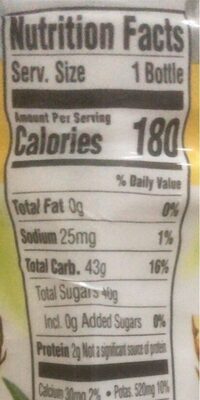 Nutrition Facts
Serv. Size 1 Bottle
Amount Per Serving
Calories 180
% Daily Value
Total Fat 0g 0%
Sodium 25mg 1%
Total Carb. 43g 16%
Total Sugars 40g
Incl. 0g Added Sugars 0%
Protein 2g Not a significant source of protein
Calcium 30mg 2% • Potas. 520mg 10%